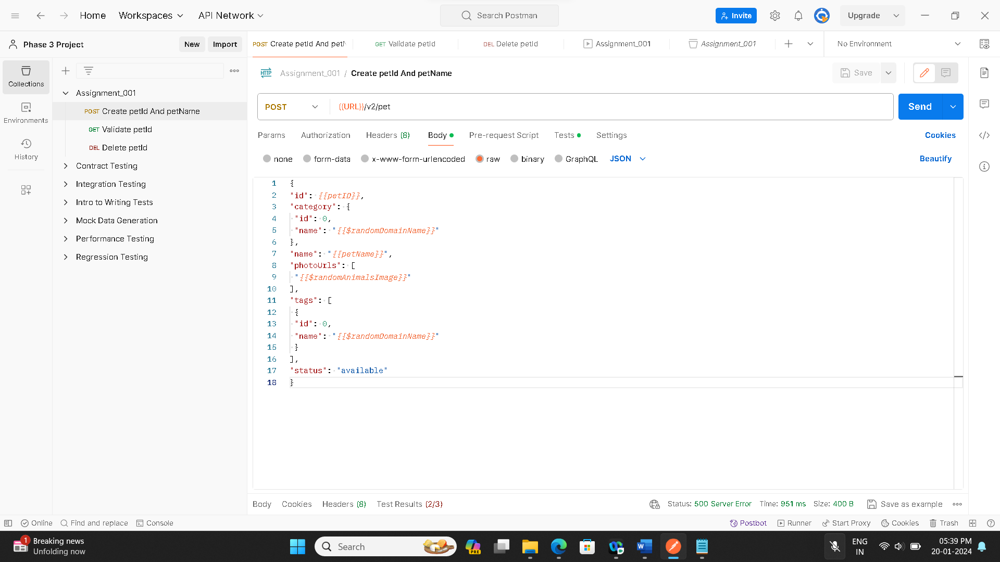 Home
Workspaces
API Network
Search Postman
Invite
Upgrade
Phase 3 Project
New
Import
POST Create petId And petN
GET Validate petId
DEL Delete petId
Assignment_001
Assignment_001
No Environment
Collections
Environments
History
Assignment_001
POST Create petId And petName
GET Validate petId
DEL Delete petId
Contract Testing
Integration Testing
Intro to Writing Tests
Mock Data Generation
Performance Testing
Regression Testing
HTTP Assignment_001 / Create petId And petName
Save
POST
{{URL}}/v2/pet
Send
Params
Authorization
Headers (8)
Body
Pre-request Script
Tests
Settings
Cookies
none
form-data
x-www-form-urlencoded
raw
binary
GraphQL
JSON
Beautify
1 {
2 "id": {{petID}},
3 "category": {
4 "id": 0,
5 "name": "{{$randomDomainName}}"
6 },
7 "name": "{{petName}}",
8 "photoUrls": [
9 "{{$randomAnimalsImage}}"
10 ],
11 "tags": [
12 {
13 "id": 0,
14 "name": "{{$randomDomainName}}"
15 }
16 ],
17 "status": "available"
18 }
Body
Cookies
Headers (8)
Test Results (2/3)
Status: 500 Server Error
Time: 951 ms
Size: 400 B
Save as example
Online
Find and replace
Console
Postbot
Runner
Start Proxy
Cookies
Trash
1
Breaking news
Unfolding now
Search
PRE
W
ENG
IN
05:39 PM
20-01-2024